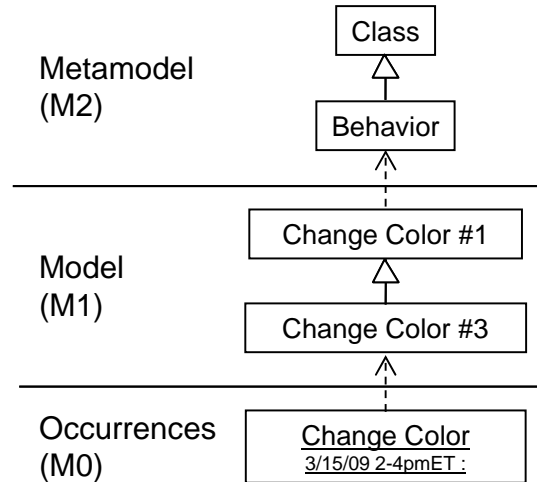 Class
Metamodel
(M2)
Behavior
Change Color #1
Model
(M1)
Change Color #3
Occurrences
(M0)
Change Color
3/15/09 2-4pmET :